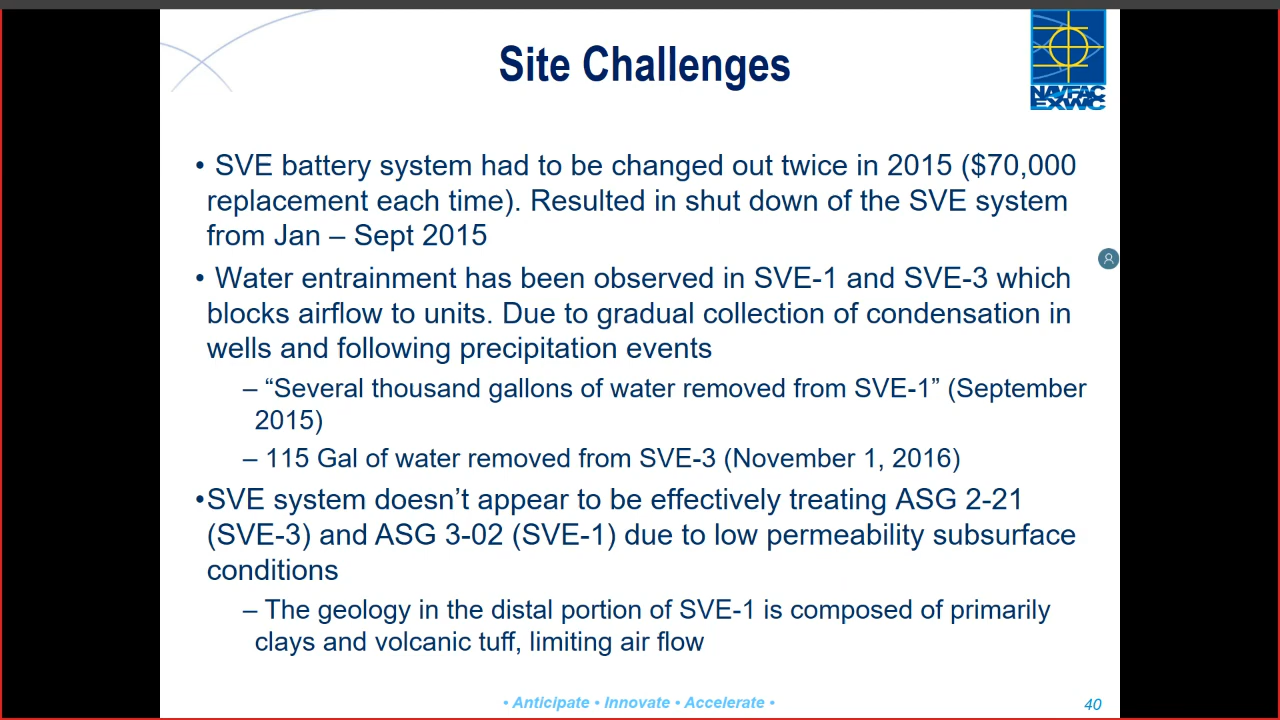 Site Challenges
NAVFAC
EXWC
• SVE battery system had to be changed out twice in 2015 ($70,000
replacement each time). Resulted in shut down of the SVE system
from Jan – Sept 2015
• Water entrainment has been observed in SVE-1 and SVE-3 which
blocks airflow to units. Due to gradual collection of condensation in
wells and following precipitation events
– “Several thousand gallons of water removed from SVE-1” (September
2015)
– 115 Gal of water removed from SVE-3 (November 1, 2016)
•SVE system doesn’t appear to be effectively treating ASG 2-21
(SVE-3) and ASG 3-02 (SVE-1) due to low permeability subsurface
conditions
– The geology in the distal portion of SVE-1 is composed of primarily
clays and volcanic tuff, limiting air flow
• Anticipate • Innovate • Accelerate •
40